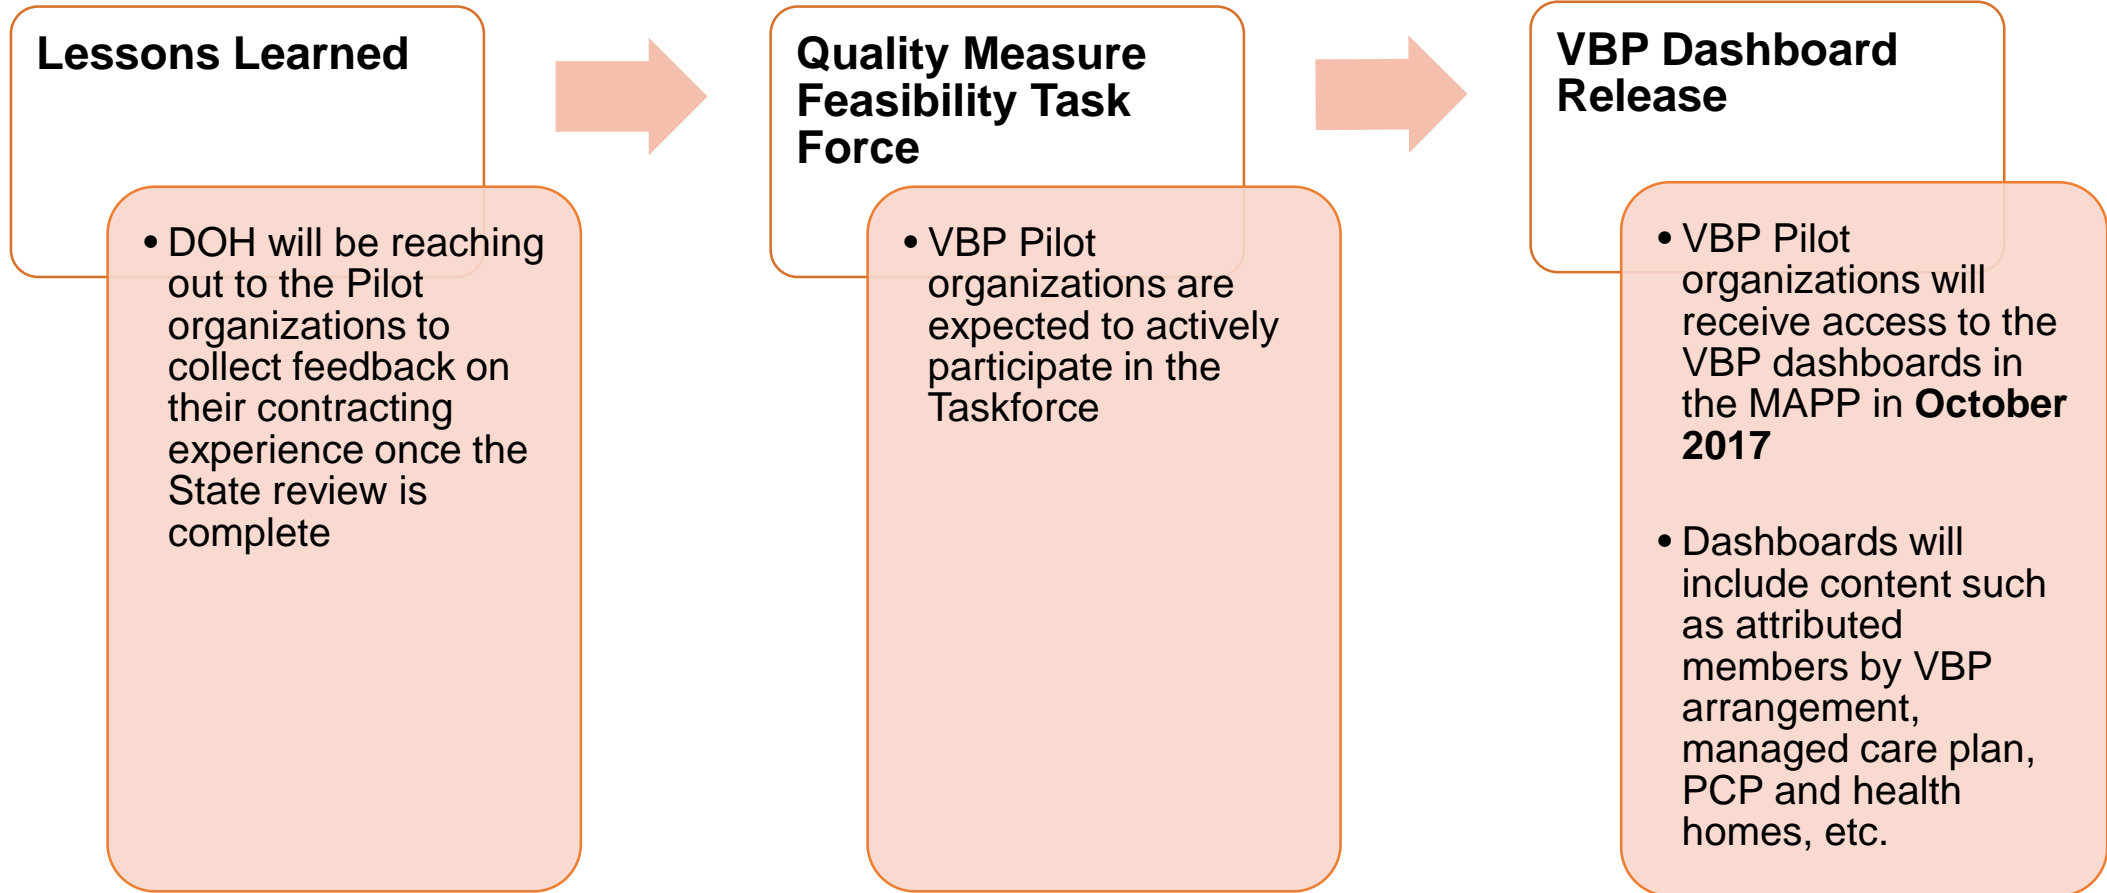 Lessons Learned
• DOH will be reaching
out to the Pilot
organizations to
collect feedback on
their contracting
experience once the
State review is
complete
Quality Measure
Feasibility Task
Force
• VBP Pilot
organizations are
expected to actively
participate in the
Taskforce
VBP Dashboard
Release
• VBP Pilot
organizations will
receive access to the
VBP dashboards in
the MAPP in October
2017
• Dashboards will
include content such
as attributed
members by VBP
arrangement,
managed care plan,
PCP and health
homes, etc.